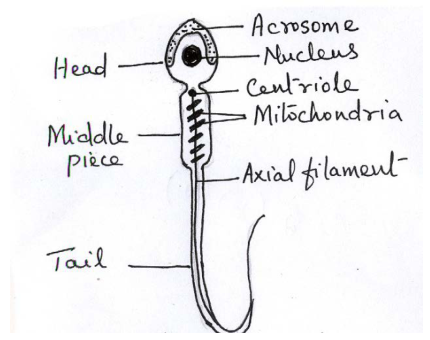 Acrosome
Nucleus
Head
Centriole
Mitochondria
Middle
piece
Axial filament
Tail